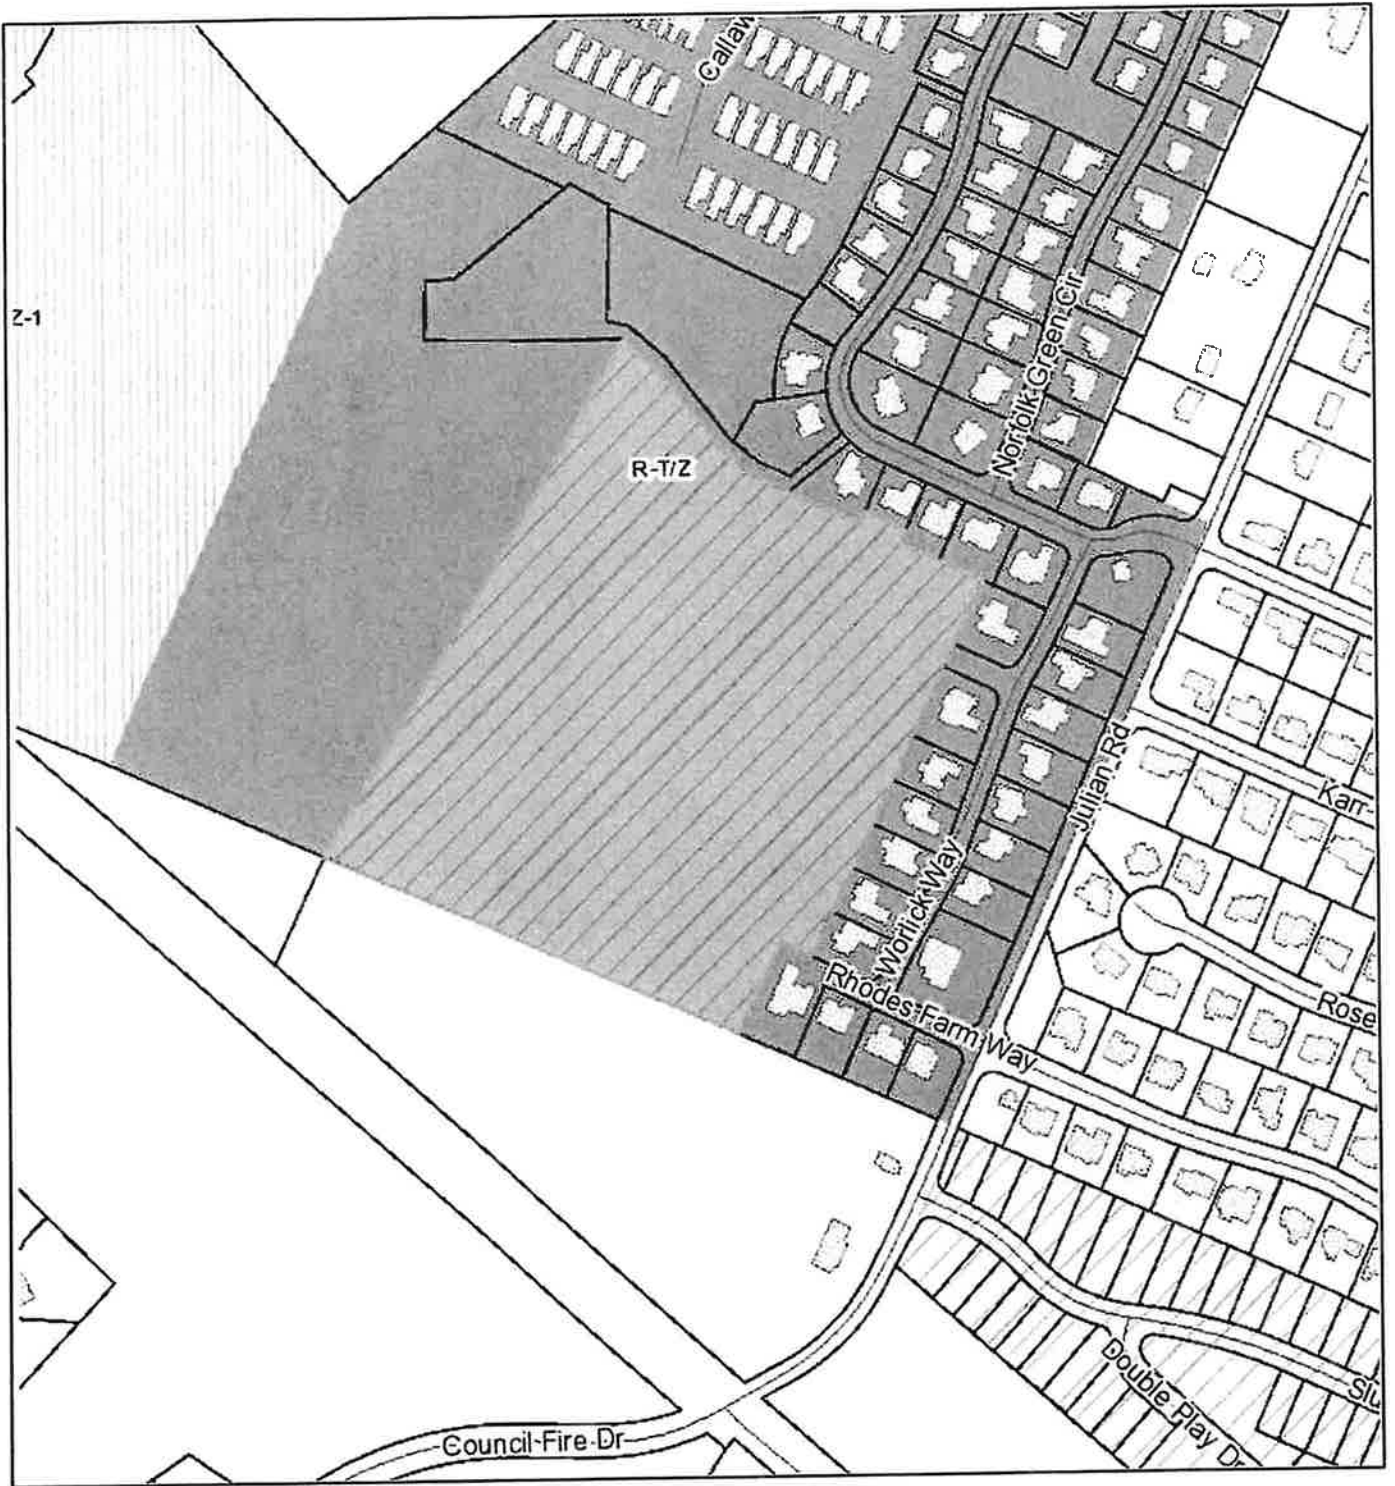 Callaw
Z-1
Norfolk Green Cir
R-T/Z
Julian Rd
Karr
Worlick Way
Rhodes Farm Way
Rose
Double Play Dr
Slu
Council Fire Dr